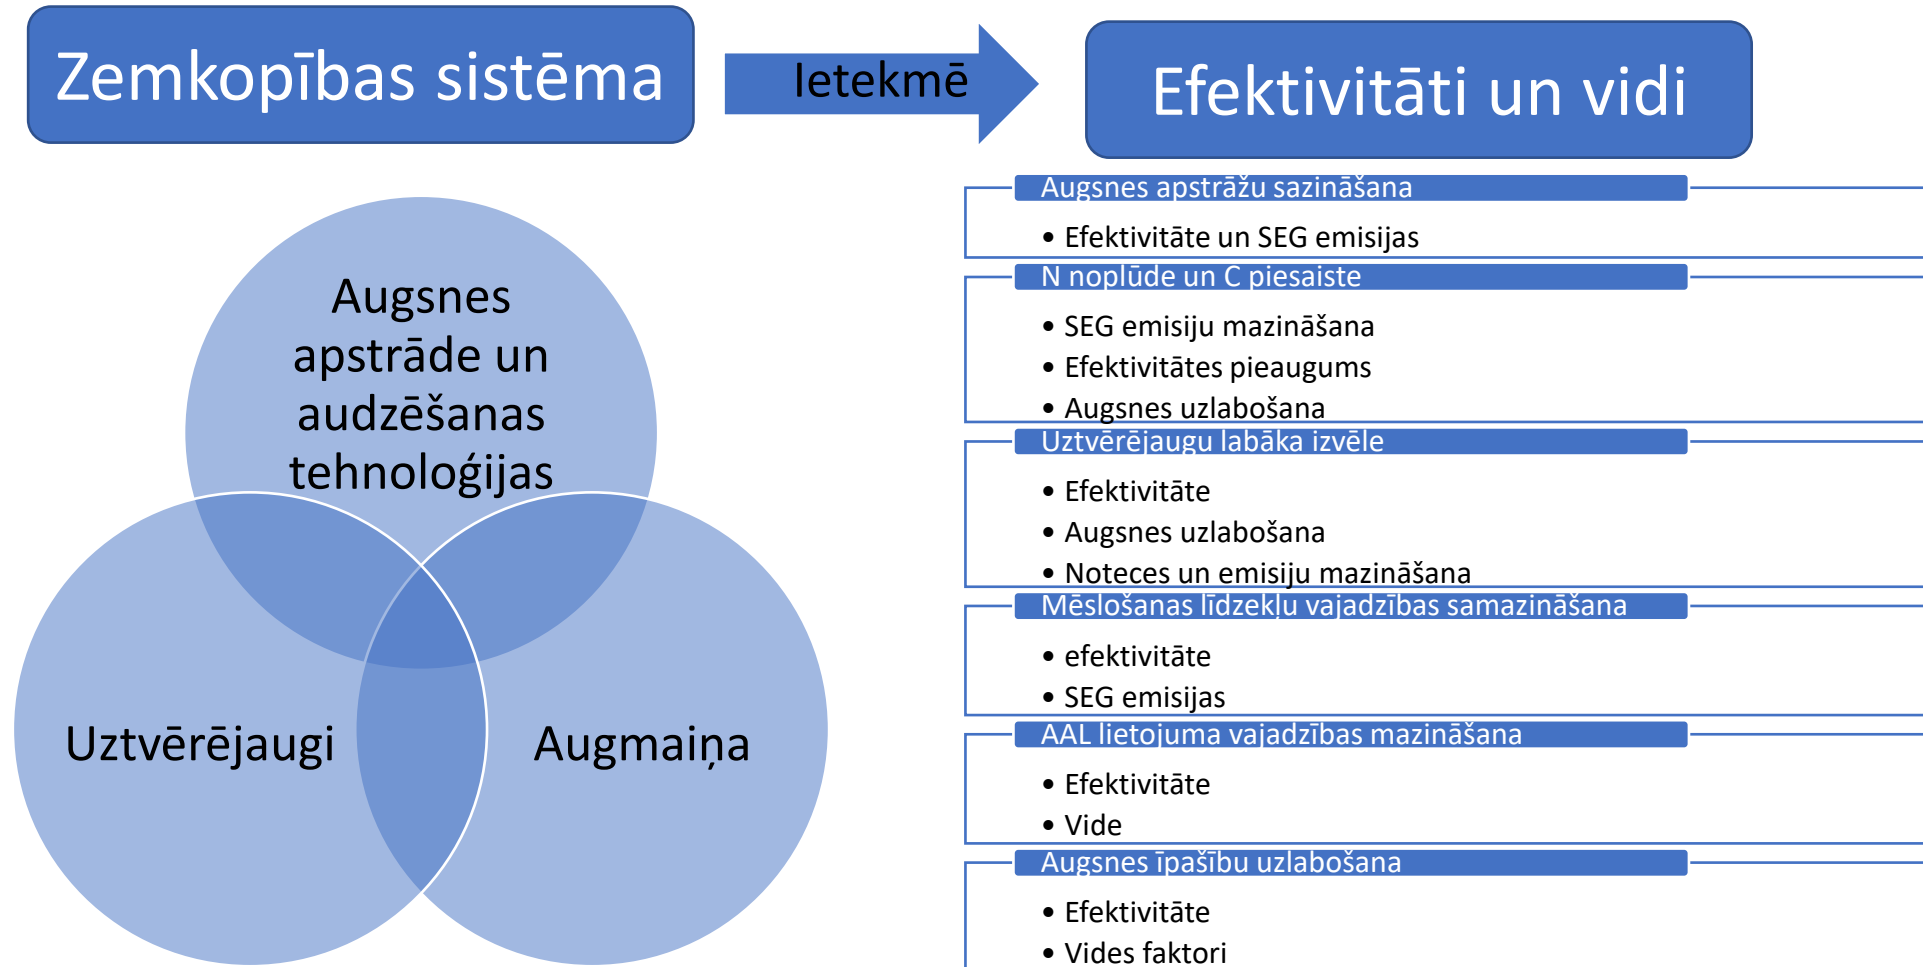 Zemkopības sistēma
Ietekmē
Efektivitāti un vidi
Augsnes
apstrāde un
audzēšanas
tehnoloģijas
Uztvērējaugi
Augmaiņa
Augsnes apstrāžu sazināšana
• Efektivitāte un SEG emisijas
N noplūde un C piesaiste
• SEG emisiju mazināšana
• Efektivitātes pieaugums
• Augsnes uzlabošana
Uztvērējaugu labāka izvēle
• Efektivitāte
• Augsnes uzlabošana
• Noteces un emisiju mazināšana
Mēslošanas līdzekļu vajadzības samazināšana
• efektivitāte
• SEG emisijas
AAL lietojuma vajadzības mazināšana
• Efektivitāte
• Vide
Augsnes īpašību uzlabošana
• Efektivitāte
• Vides faktori